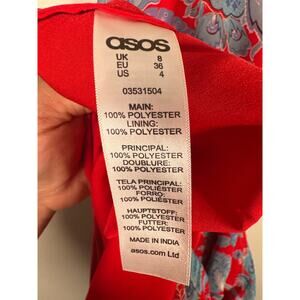 asos
UK 8
EU 36
US 4
03531504
MAIN:
100% POLYESTER
LINING:
100% POLYESTER
PRINCIPAL:
100% POLYESTER
DOUBLURE:
100% POLYESTER
TELA PRINCIPAL:
100% POLIÉSTER
FORRO:
100% POLIÉSTER
HAUPTSTOFF:
100% POLYESTER
FUTTER:
100% POLYESTER
MADE IN INDIA
asos.com Ltd